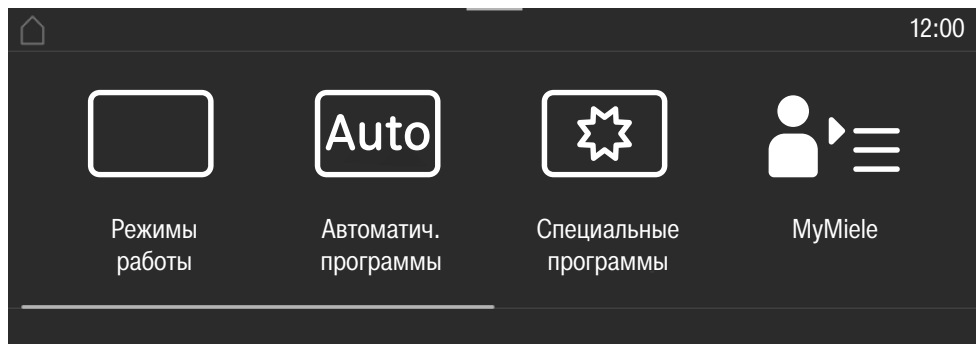 12:00
Auto
Режимы
работы
Автоматич.
программы
Специальные
программы
MyMiele